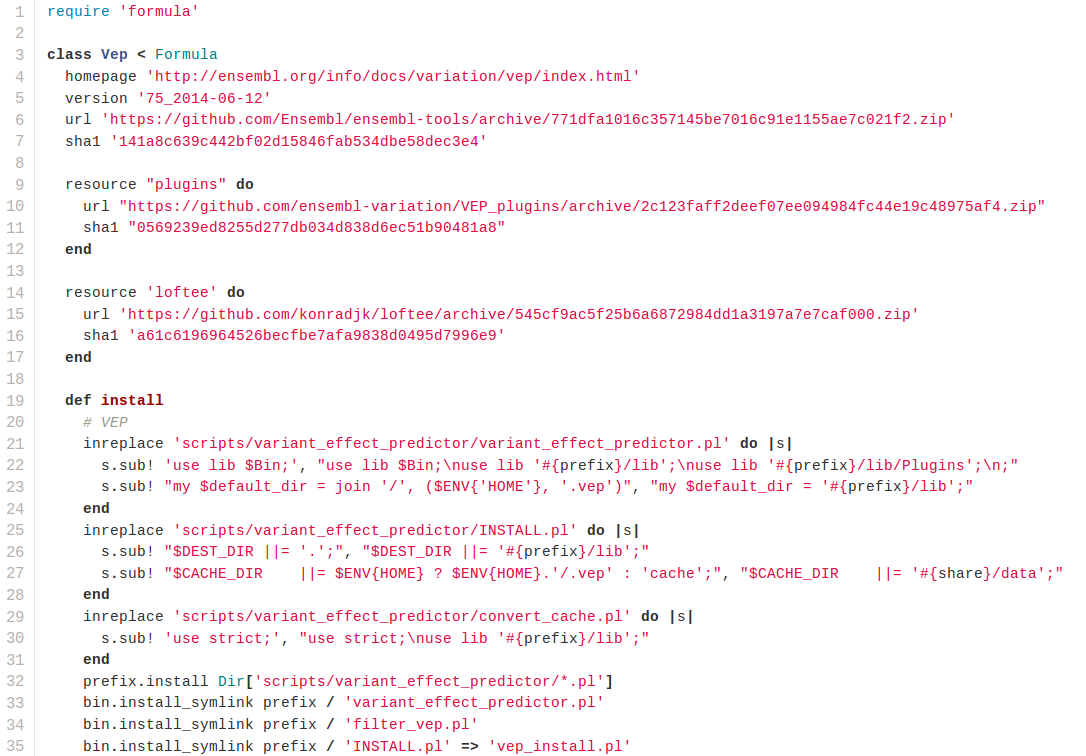 1 require 'formula'
2
3 class Vep < Formula
4   homepage 'http://ensembl.org/info/docs/variation/vep/index.html'
5   version '75_2014-06-12'
6   url 'https://github.com/Ensembl/ensembl-tools/archive/771dfa1016c357145be7016c91e1155ae7c021f2.zip'
7   sha1 '141a8c639c442bf02d15846fab534dbe58dec3e4'
8
9   resource "plugins" do
10     url "https://github.com/ensembl-variation/VEP_plugins/archive/2c123faff2deef07ee094984fc44e19c48975af4.zip"
11     sha1 "0569239ed8255d277db034d838d6ec51b90481a8"
12   end
13
14   resource 'loftee' do
15     url 'https://github.com/konradjk/loftee/archive/545cf9ac5f25b6a6872984dd1a3197a7e7caf000.zip'
16     sha1 'a61c6196964526becfbe7afa9838d0495d7996e9'
17   end
18
19   def install
20     # VEP
21     inreplace 'scripts/variant_effect_predictor/variant_effect_predictor.pl' do |s|
22       s.sub! 'use lib $Bin;', "use lib $Bin;\nuse lib '#{prefix}/lib';\nuse lib '#{prefix}/lib/Plugins';\n;"
23       s.sub! "my $default_dir = join '/', ($ENV{'HOME'}, '.vep')", "my $default_dir = '#{prefix}/lib';"
24     end
25     inreplace 'scripts/variant_effect_predictor/INSTALL.pl' do |s|
26       s.sub! "$DEST_DIR ||= '.';", "$DEST_DIR ||= '#{prefix}/lib';"
27       s.sub! "$CACHE_DIR    ||= $ENV{HOME} ? $ENV{HOME}.'/.vep' : 'cache';", "$CACHE_DIR    ||= '#{share}/data';"
28     end
29     inreplace 'scripts/variant_effect_predictor/convert_cache.pl' do |s|
30       s.sub! 'use strict;', "use strict;\nuse lib '#{prefix}/lib';"
31     end
32     prefix.install Dir['scripts/variant_effect_predictor/*.pl']
33     bin.install_symlink prefix / 'variant_effect_predictor.pl'
34     bin.install_symlink prefix / 'filter_vep.pl'
35     bin.install_symlink prefix / 'INSTALL.pl' => 'vep_install.pl'